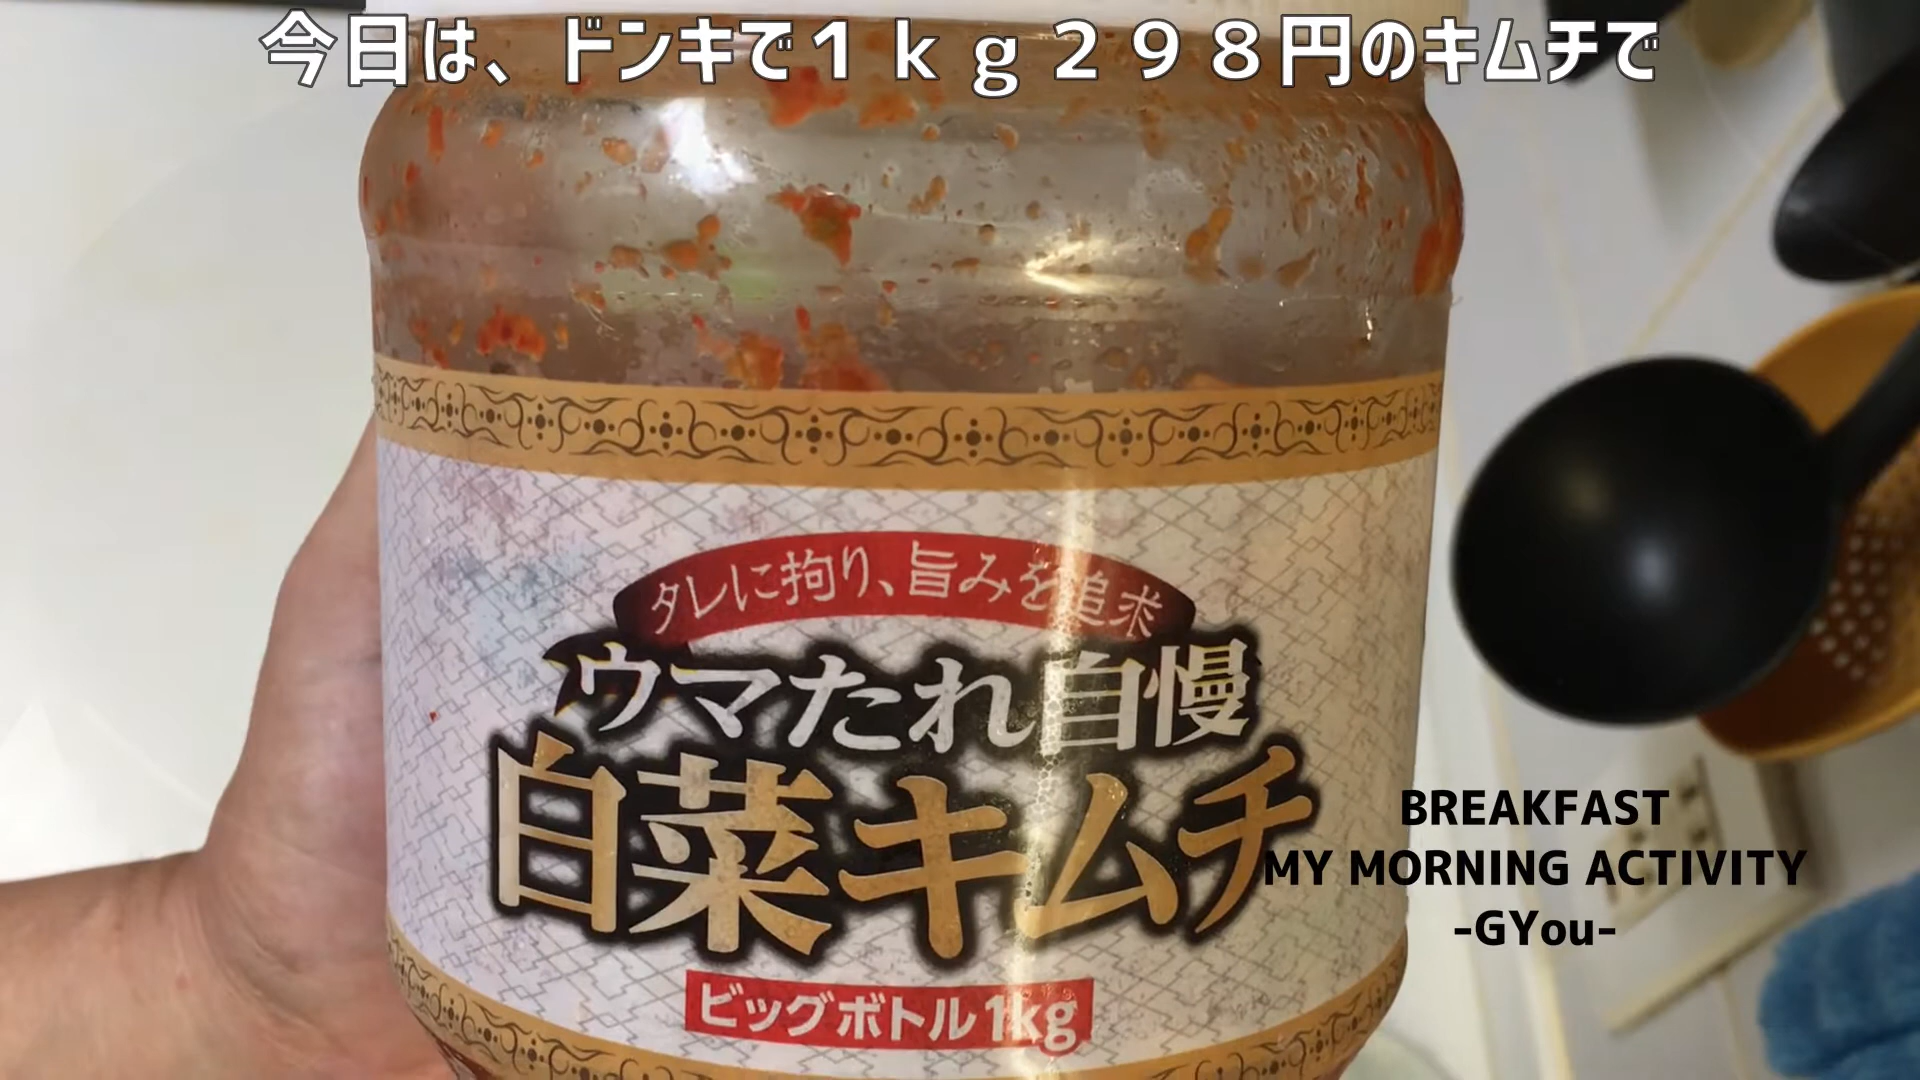 今日は、ドンキで１ｋｇ２９８円のキムチで
タレに拘り、旨みを追求
ウマたれ自慢
白菜キムチ
ビッグボトル1kg
BREAKFAST
MY MORNING ACTIVITY
-GYou-